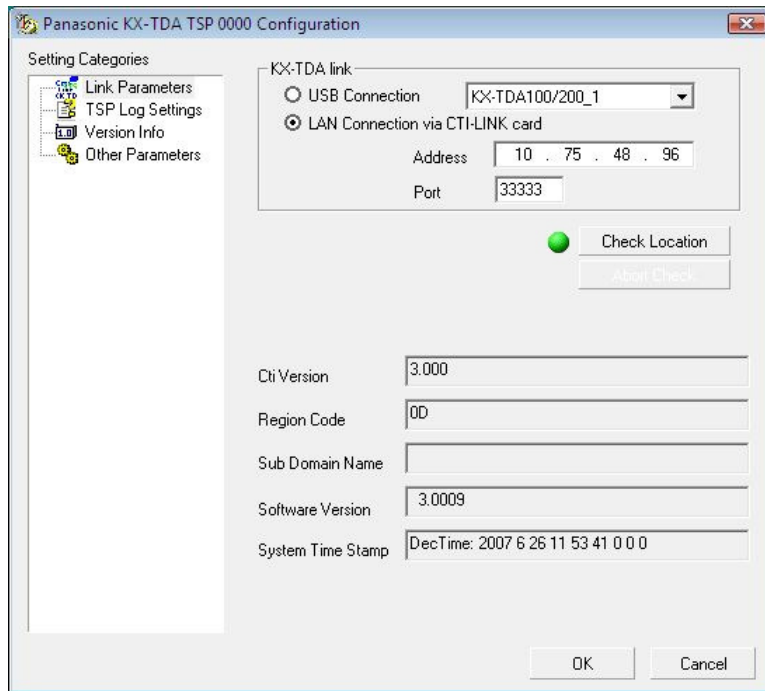 Panasonic KX-TDA TSP 0000 Configuration
Setting Categories
Link Parameters
TSP Log Settings
Version Info
Other Parameters
KX-TDA link
USB Connection
KX-TDA100/200_1
LAN Connection via CTI-LINK card
Address 10 . 75 . 48 . 96
Port 33333
Check Location
Abort Check
Cti Version 3.000
Region Code 0D
Sub Domain Name
Software Version 3.0009
System Time Stamp DecTime: 2007 6 26 11 53 41 0 0 0
OK
Cancel